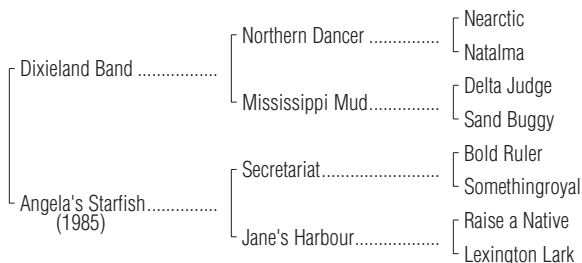 Nearctic
Northern Dancer ...............
Natalma
Dixieland Band .................
Delta Judge
Mississippi Mud...............
Sand Buggy
Bold Ruler
Secretariat.........................
Somethingroyal
Angela's Starfish...............
(1985)
Raise a Native
Jane's Harbour..................
Lexington Lark